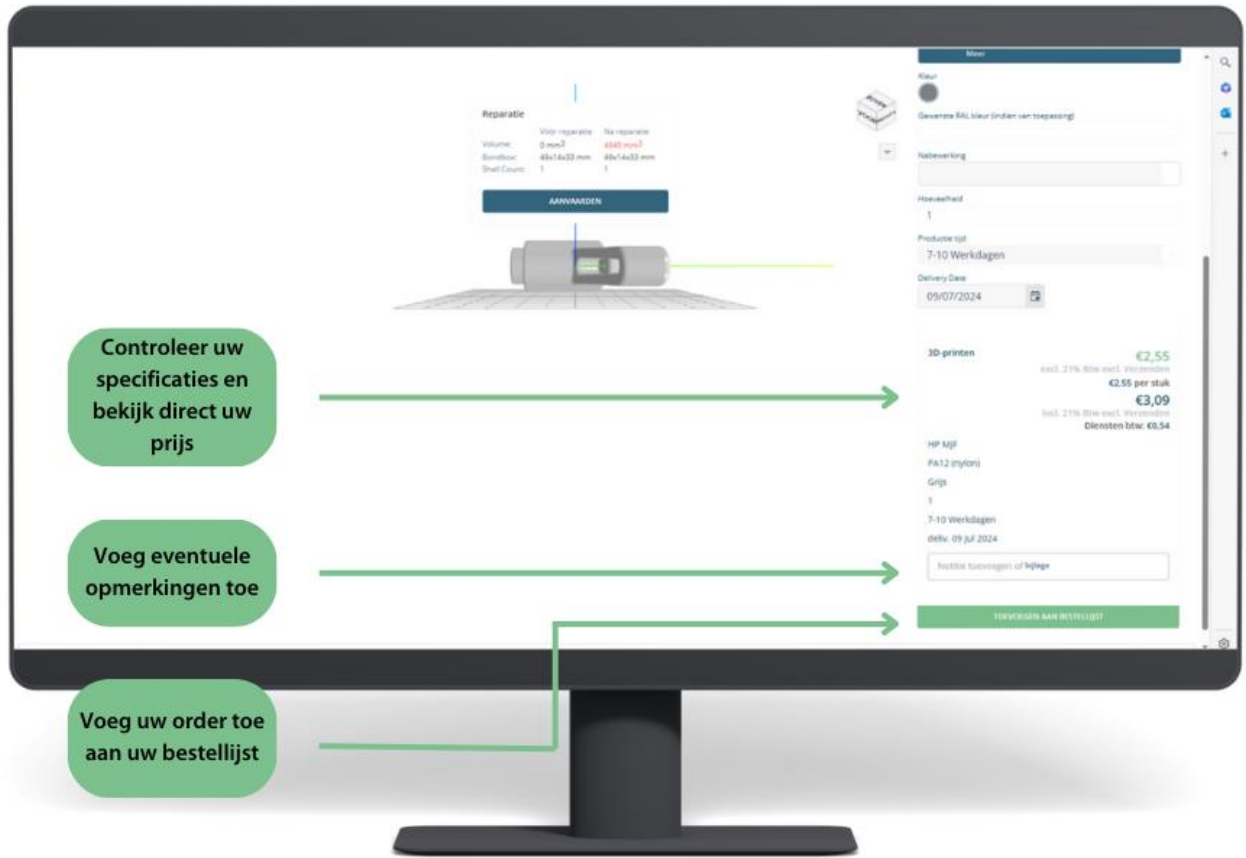 Meer
Kleur
Gewenste RAL kleur (indien van toepassing)
Nabewerking
Hoeveelheid
1
Productie tijd
7-10 Werkdagen
Delivery Date
09/07/2024
Reparatie
Vóór reparatie Na reparatie
Volume: 0 mm3 4545 mm3
Bondbox: 48x14x33 mm 48x14x33 mm
Shell Count: 1 1
AANVAARDEN
Controleer uw
specificaties en
bekijk direct uw
prijs
3D-printen €2,55
excl. 21% Btw excl. Verzenden
€2.55 per stuk
€3,09
incl. 21% Btw excl. Verzenden
Diensten btw: €0.54
HP MJF
PA12 (nylon)
Grijs
1
7-10 Werkdagen
deliv. 09 jul 2024
Voeg eventuele
opmerkingen toe
Notitie toevoegen of bijlage
TOEVOEGEN AAN BESTELLIJST
Voeg uw order toe
aan uw bestellijst